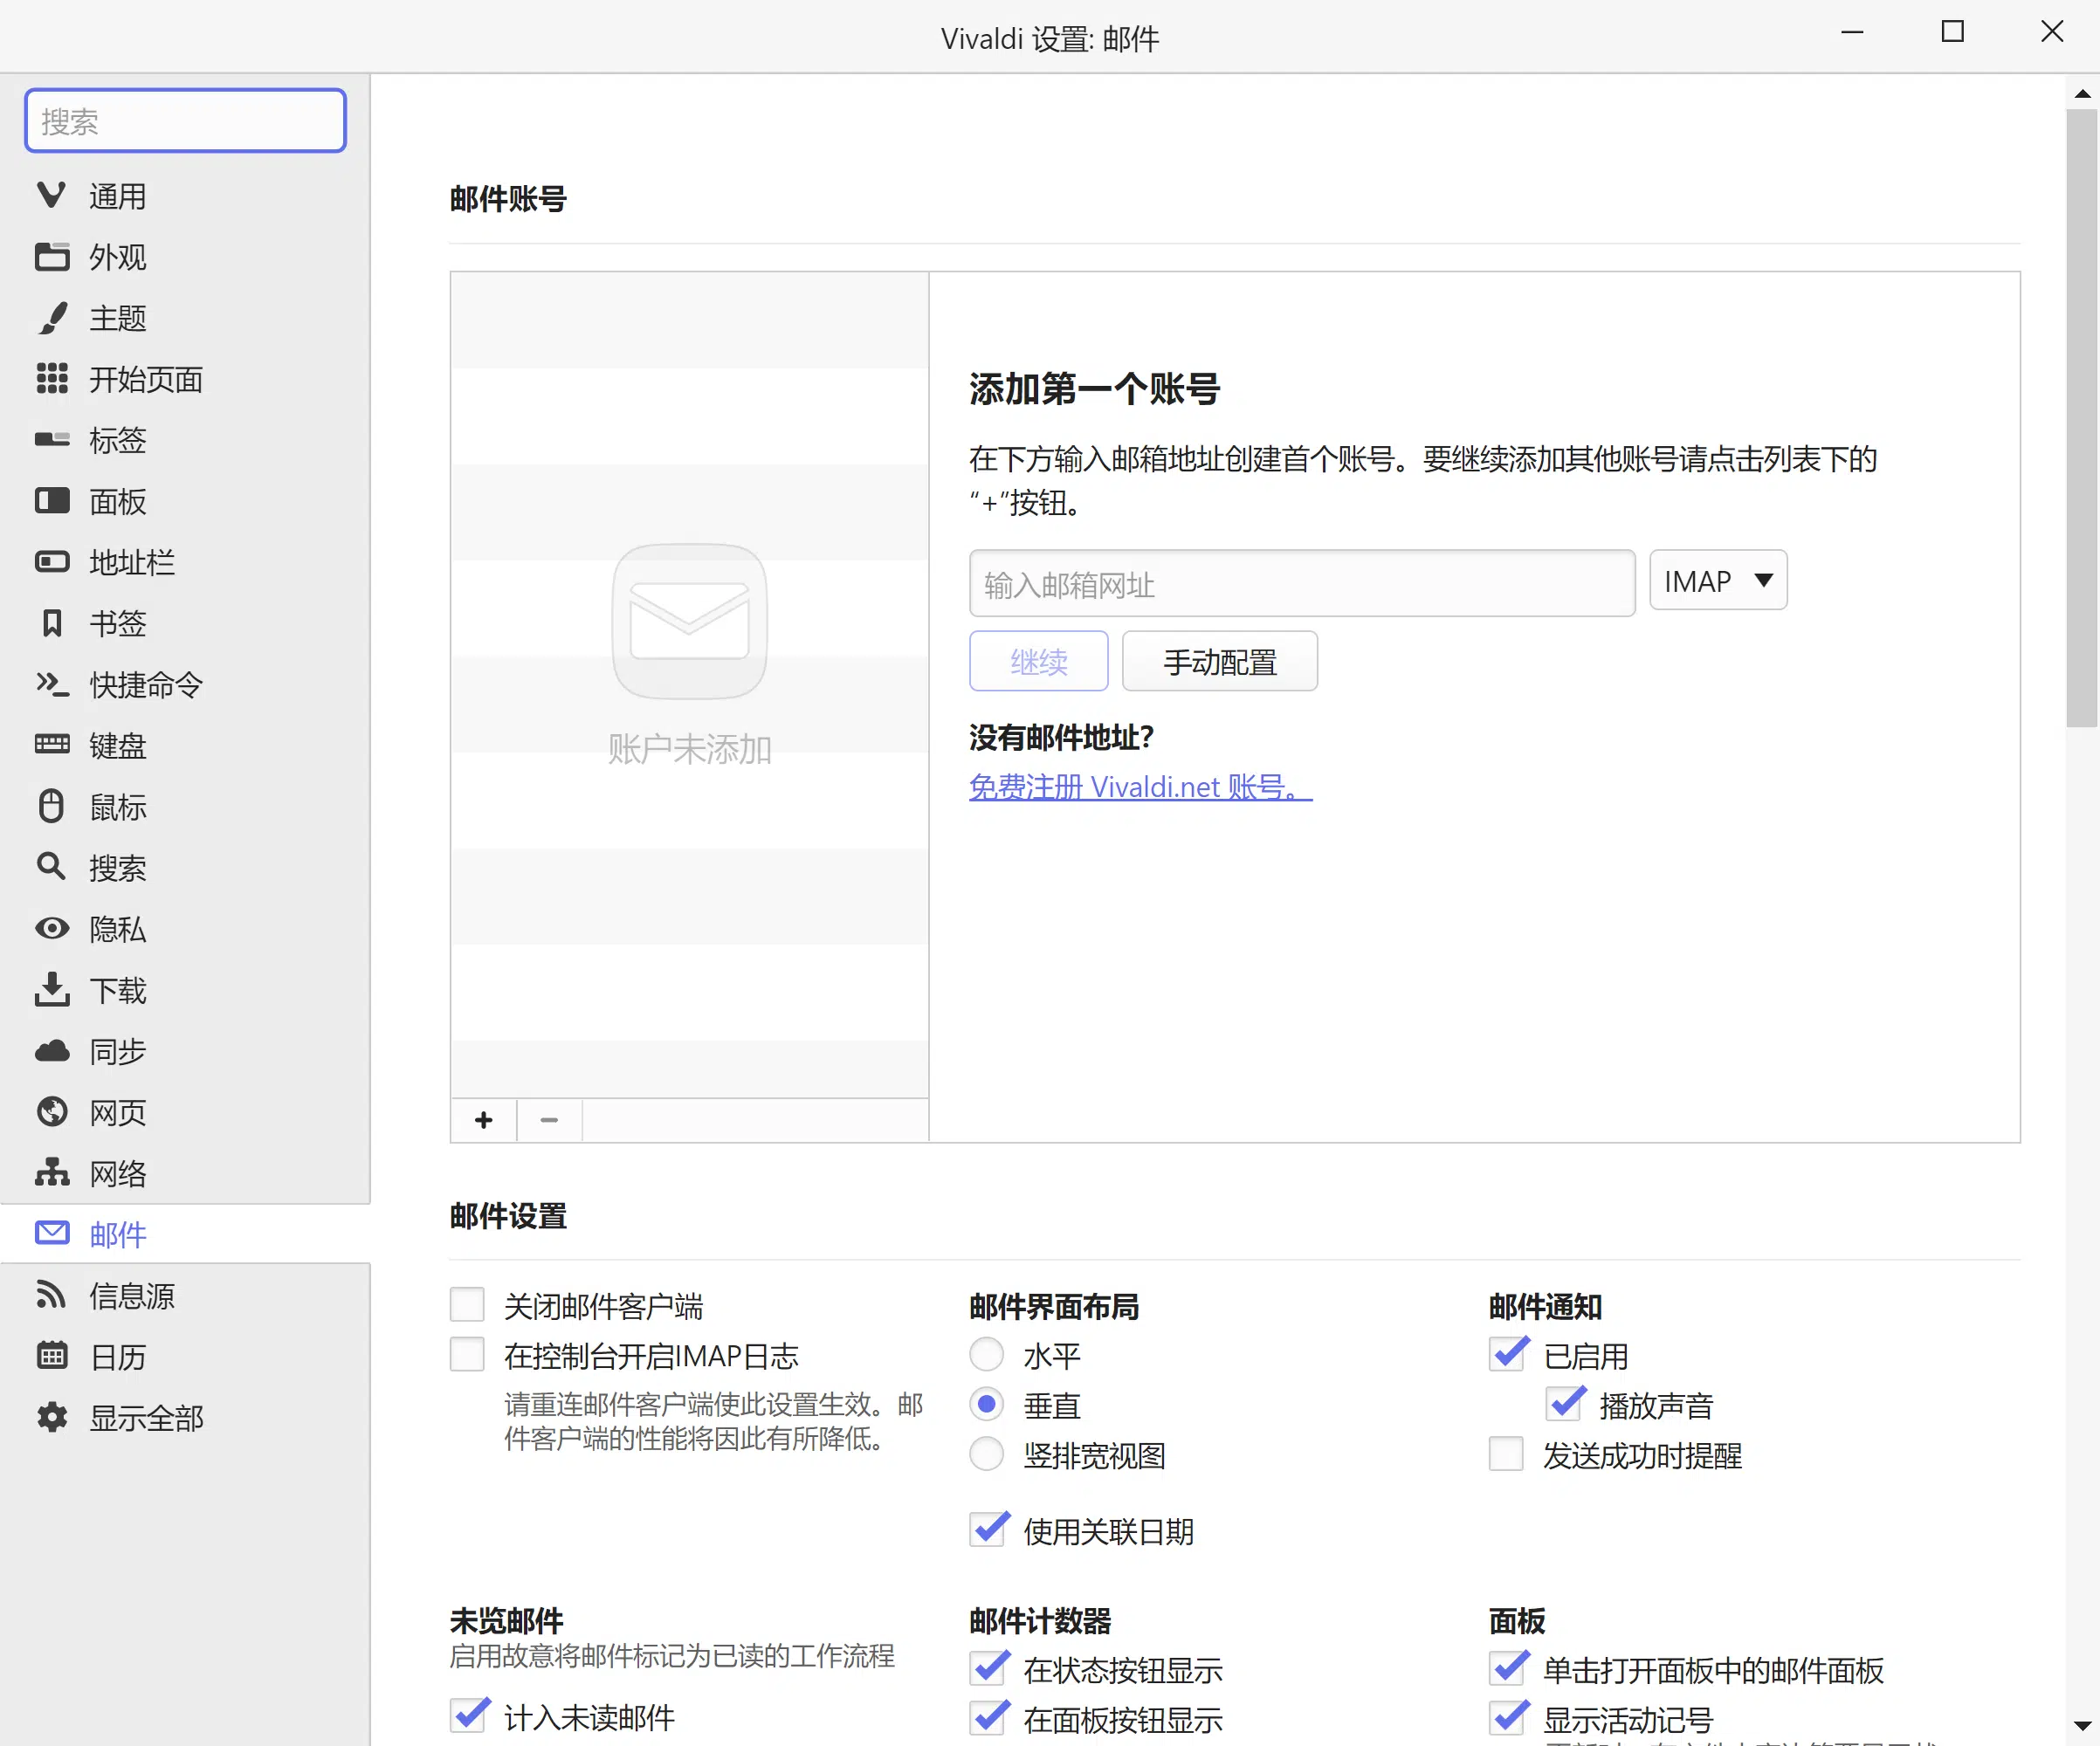 Vivaldi 设置: 邮件
搜索
通用
外观
主题
开始页面
标签
面板
地址栏
书签
快捷命令
键盘
鼠标
搜索
隐私
下载
同步
网页
网络
邮件
信息源
日历
显示全部
邮件账号
账户未添加
添加第一个账号
在下方输入邮箱地址创建首个账号。要继续添加其他账号请点击列表下的
“+”按钮。
输入邮箱网址
IMAP
继续
手动配置
没有邮件地址?
免费注册 Vivaldi.net 账号。
邮件设置
关闭邮件客户端
在控制台开启IMAP日志
请重连邮件客户端使此设置生效。邮
件客户端的性能将因此有所降低。
邮件界面布局
水平
垂直
竖排宽视图
使用关联日期
邮件通知
已启用
播放声音
发送成功时提醒
未览邮件
启用故意将邮件标记为已读的工作流程
计入未读邮件
邮件计数器
在状态按钮显示
在面板按钮显示
面板
单击打开面板中的邮件面板
显示活动记号